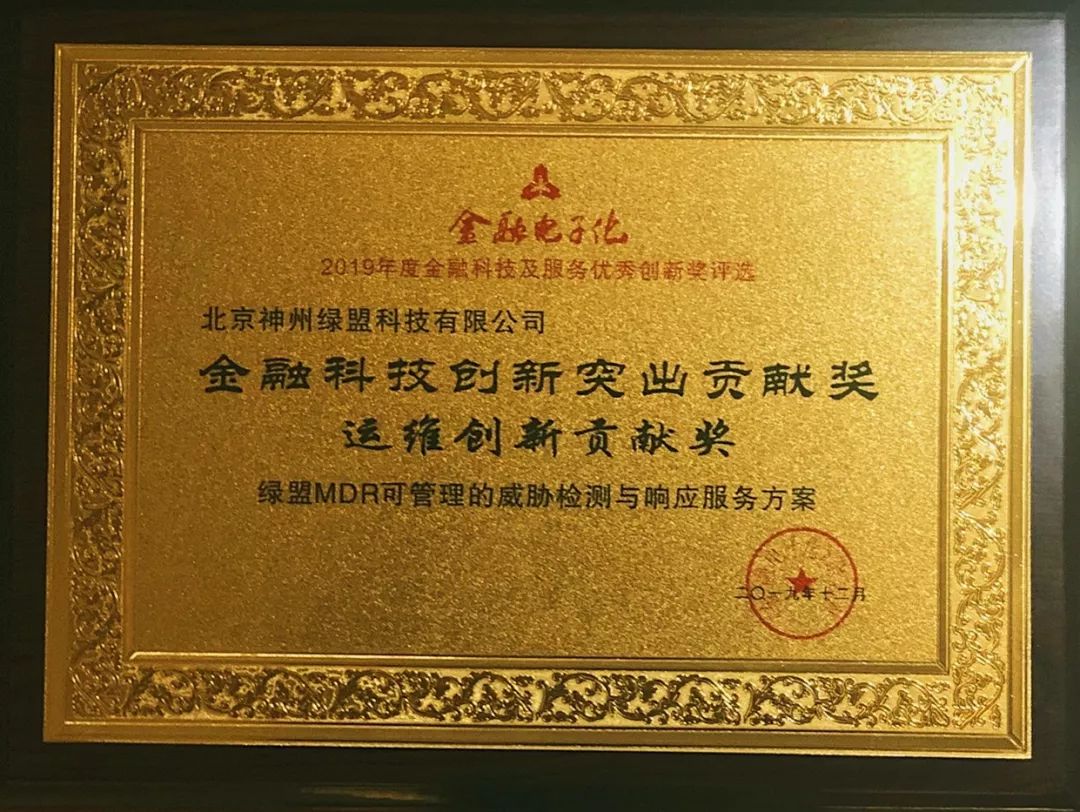 金融电子化
2019年度金融科技及服务优秀创新奖评选
北京神州绿盟科技有限公司
金融科技创新突出贡献奖
运维创新贡献奖
绿盟MDR可管理的威胁检测与响应服务方案
二〇一九年十二月